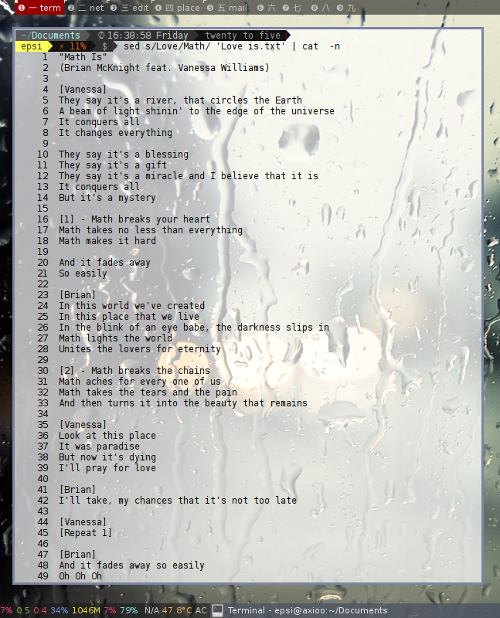 ❶ 一 term ❷ 二 net ❸ 三 edit ❹ 四 place ❺ 五 mail ❻ 六 ❼ 七 ❽ 八 ❾ 九
~/Documents 16:38:58 Friday twenty to five
epsi ⚡ 11% $ sed s/Love/Math/ 'Love is.txt' | cat -n
1 "Math Is"
2 (Brian McKnight feat. Vanessa Williams)
3
4 [Vanessa]
5 They say it's a river, that circles the Earth
6 A beam of light shinin' to the edge of the universe
7 It conquers all
8 It changes everything
9
10 They say it's a blessing
11 They say it's a gift
12 They say it's a miracle and I believe that it is
13 It conquers all
14 But it's a mystery
15
16 [1] - Math breaks your heart
17 Math takes no less than everything
18 Math makes it hard
19
20 And it fades away
21 So easily
22
23 [Brian]
24 In this world we've created
25 In this place that we live
26 In the blink of an eye babe, the darkness slips in
27 Math lights the world
28 Unites the lovers for eternity
29
30 [2] - Math breaks the chains
31 Math aches for every one of us
32 Math takes the tears and the pain
33 And then turns it into the beauty that remains
34
35 [Vanessa]
36 Look at this place
37 It was paradise
38 But now it's dying
39 I'll pray for love
40
41 [Brian]
42 I'll take, my chances that it's not too late
43
44 [Vanessa]
45 [Repeat 1]
46
47 [Brian]
48 And it fades away so easily
49 Oh Oh Oh
7% 0.5 0.4 34% 1046M 7% 79% N/A 47.8°C AC Terminal - epsi@axioo:~/Documents